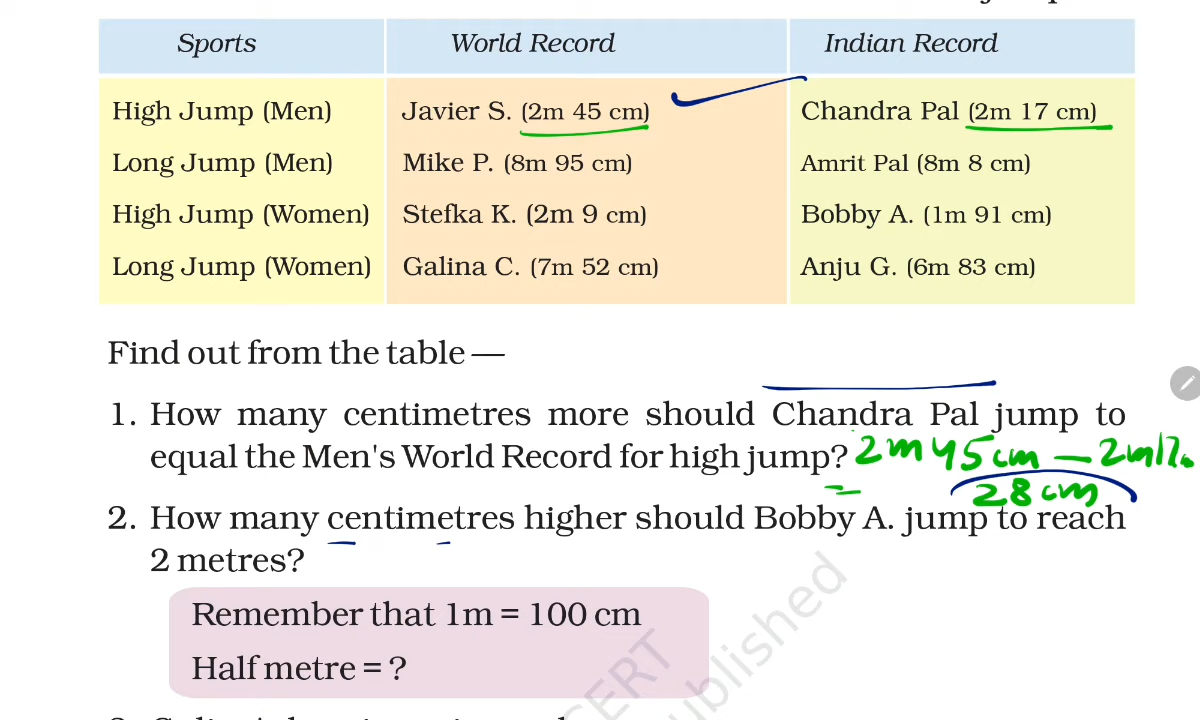 Sports World Record Indian Record
High Jump (Men) Javier S. (2m 45 cm) Chandra Pal (2m 17 cm)
Long Jump (Men) Mike P. (8m 95 cm) Amrit Pal (8m 8 cm)
High Jump (Women) Stefka K. (2m 9 cm) Bobby A. (1m 91 cm)
Long Jump (Women) Galina C. (7m 52 cm) Anju G. (6m 83 cm)
Find out from the table —
1. How many centimetres more should Chandra Pal jump to
equal the Men's World Record for high jump? 2m 45 cm — 2m17
28 cm
2. How many centimetres higher should Bobby A. jump to reach
2 metres?
Remember that 1m = 100 cm
Half metre = ?